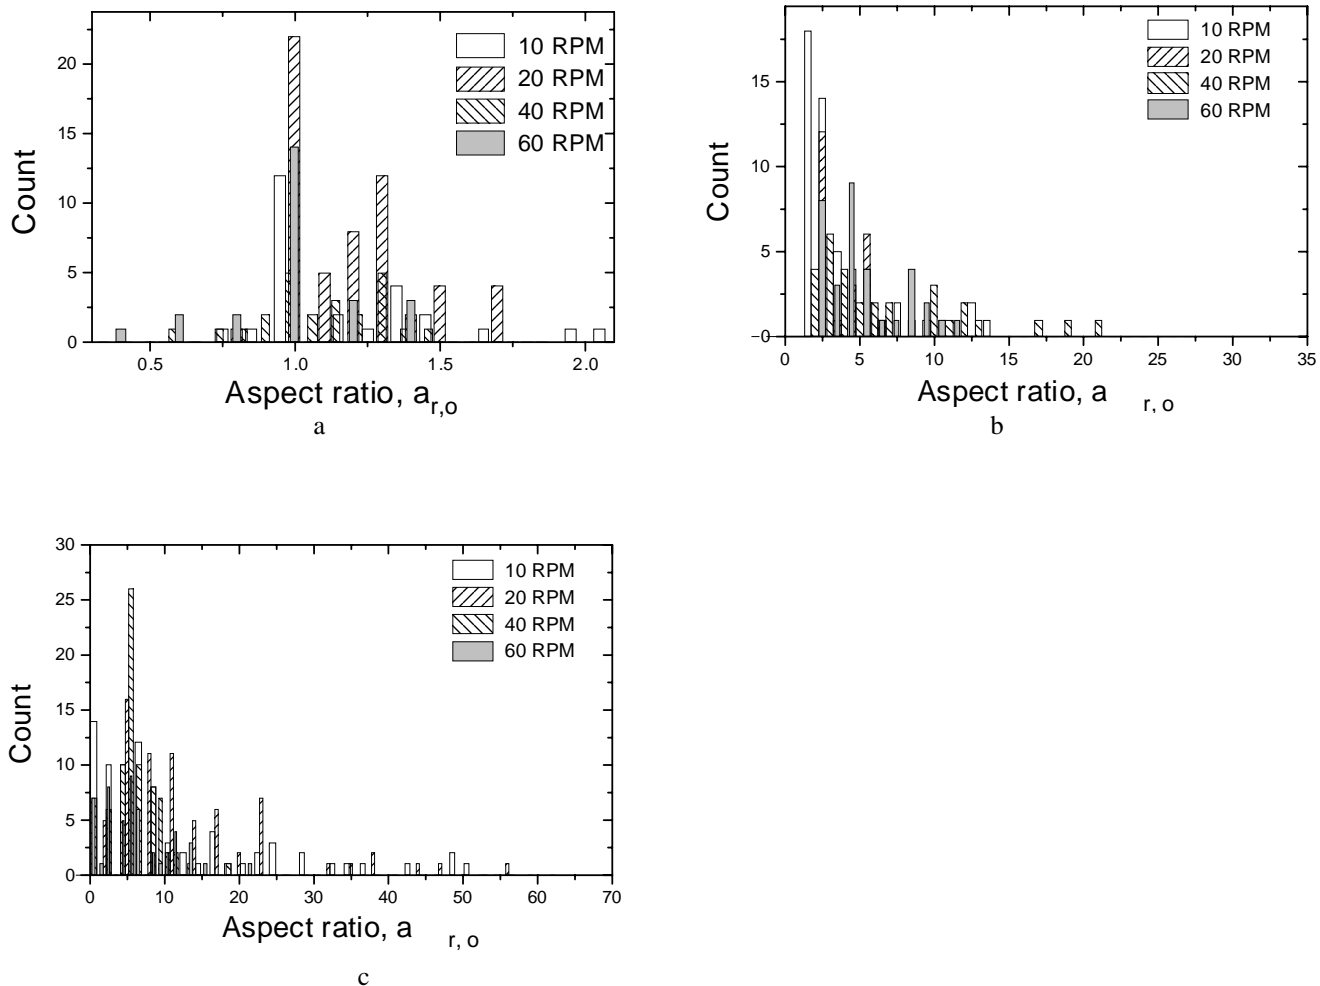 20
15
10
5
0
Count
10 RPM
20 RPM
40 RPM
60 RPM
0.5
1.0
1.5
2.0
Aspect ratio, a r,o
a
15
10
5
0
Count
10 RPM
20 RPM
40 RPM
60 RPM
0 5 10 15 20 25 30 35
Aspect ratio, a r, o
b
30
25
20
15
10
5
0
Count
10 RPM
20 RPM
40 RPM
60 RPM
0 10 20 30 40 50 60 70
Aspect ratio, a r, o
c